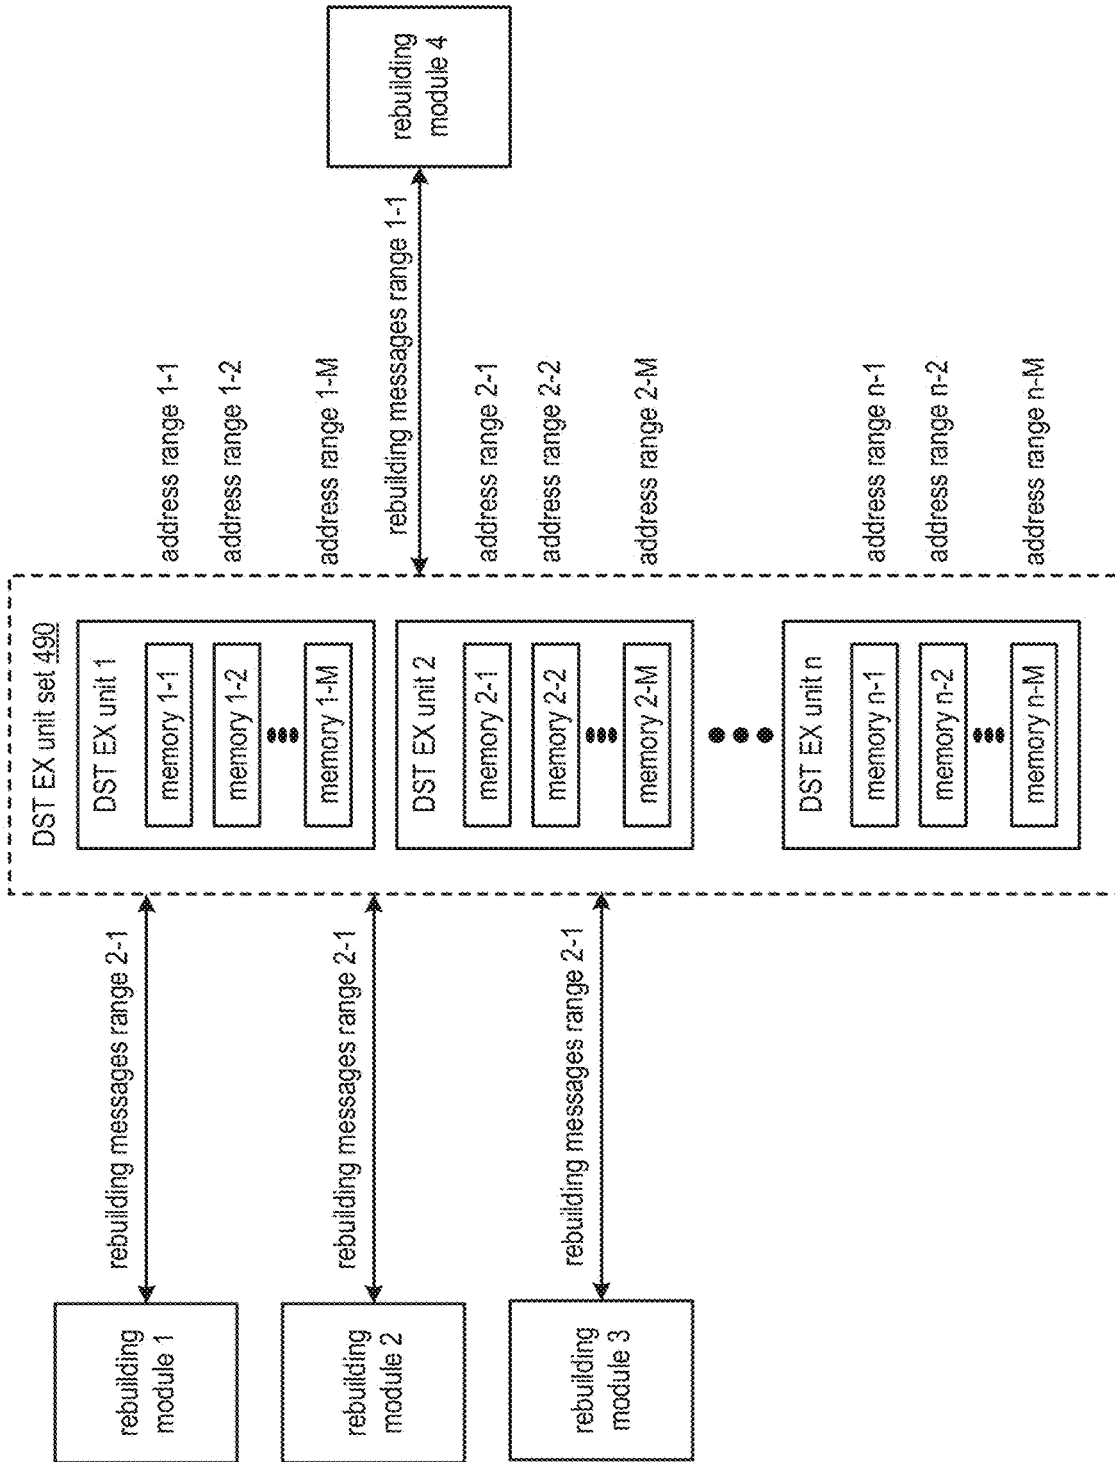 rebuilding
module 1
rebuilding messages range 2-1
rebuilding
module 2
rebuilding messages range 2-1
rebuilding
module 3
rebuilding messages range 2-1
DST EX unit set 490
DST EX unit 1
memory 1-1
memory 1-2
memory 1-M
DST EX unit 2
memory 2-1
memory 2-2
memory 2-M
DST EX unit n
memory n-1
memory n-2
memory n-M
address range 1-1
address range 1-2
address range 1-M
rebuilding messages range 1-1
address range 2-1
address range 2-2
address range 2-M
address range n-1
address range n-2
address range n-M
rebuilding
module 4